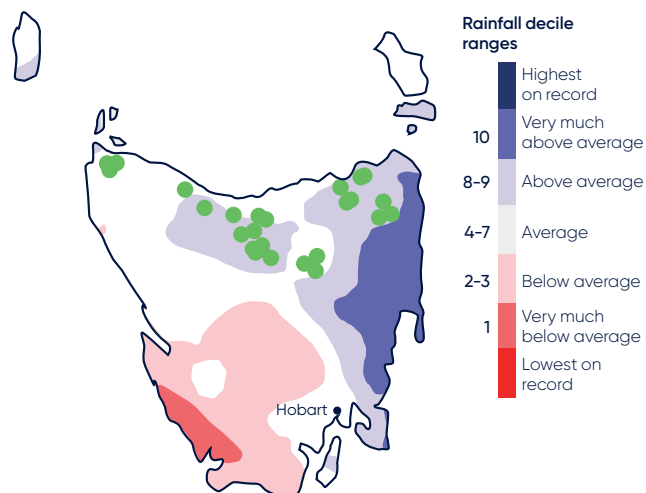 Rainfall decile
ranges
Highest
on record
10
Very much
above average
8-9
Above average
4-7
Average
2-3
Below average
1
Very much
below average
Lowest on
record
Hobart